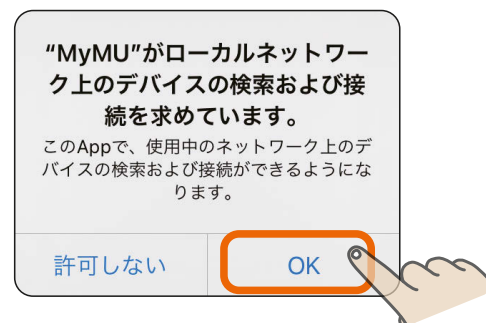 “MyMU”がローカルネットワー
ク上のデバイスの検索および接
続を求めています。
このAppで、使用中のネットワーク上のデ
バイスの検索および接続ができるようにな
ります。
許可しない
OK